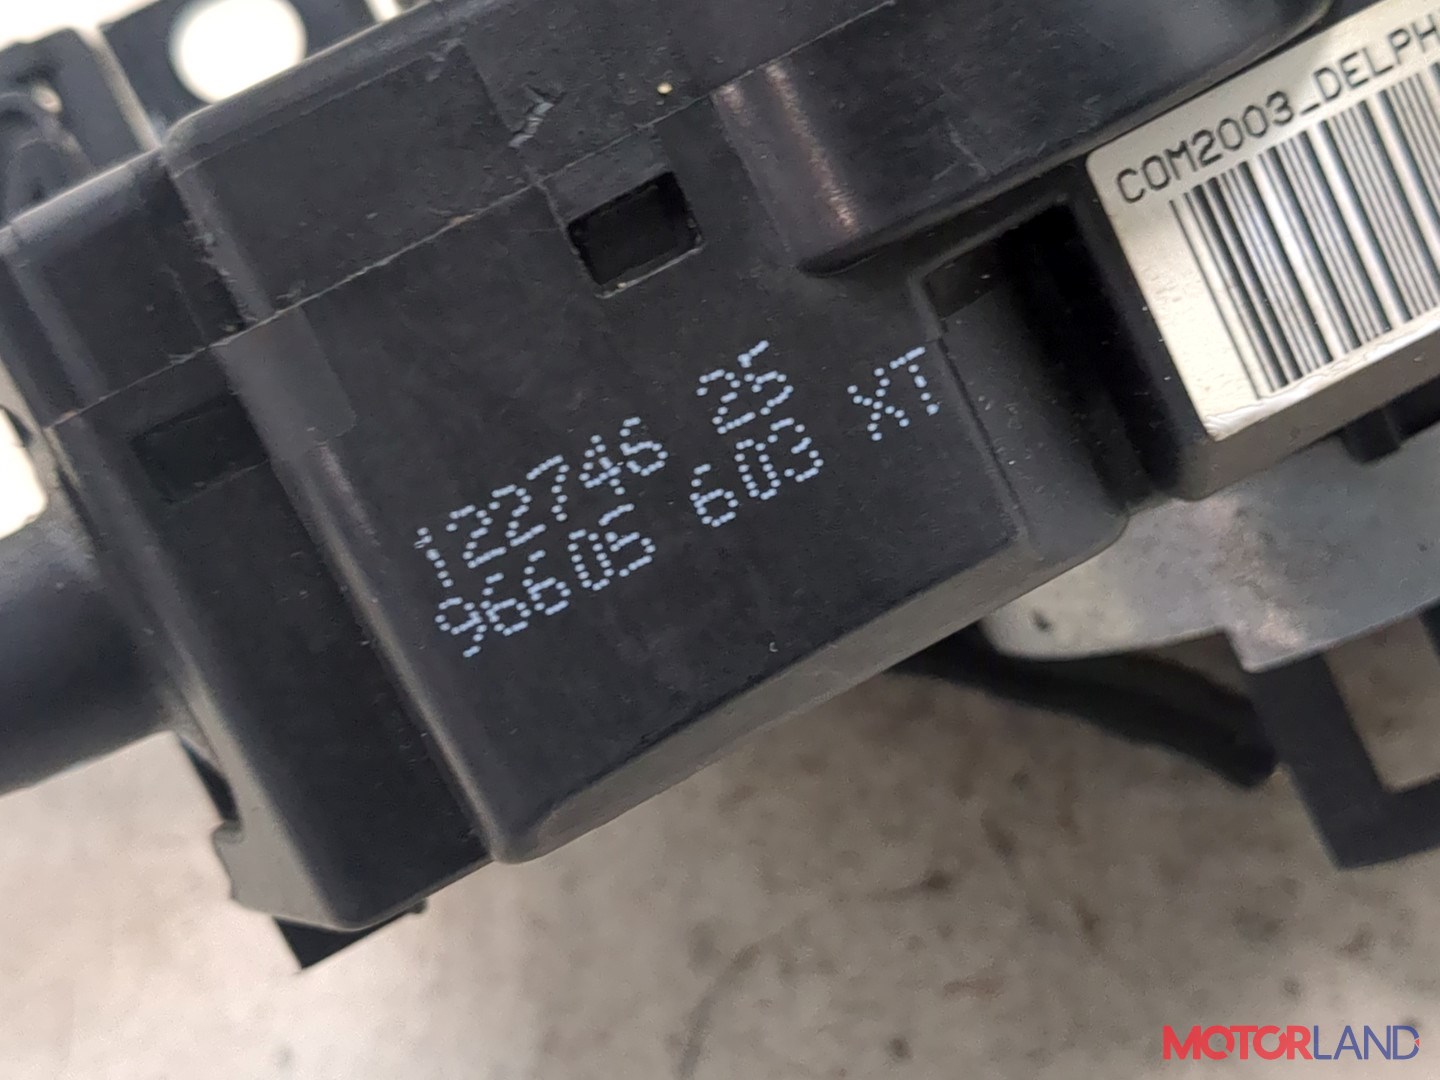 COM2003_DELPH
122746 25
96605 603 XT
MOTORLAND